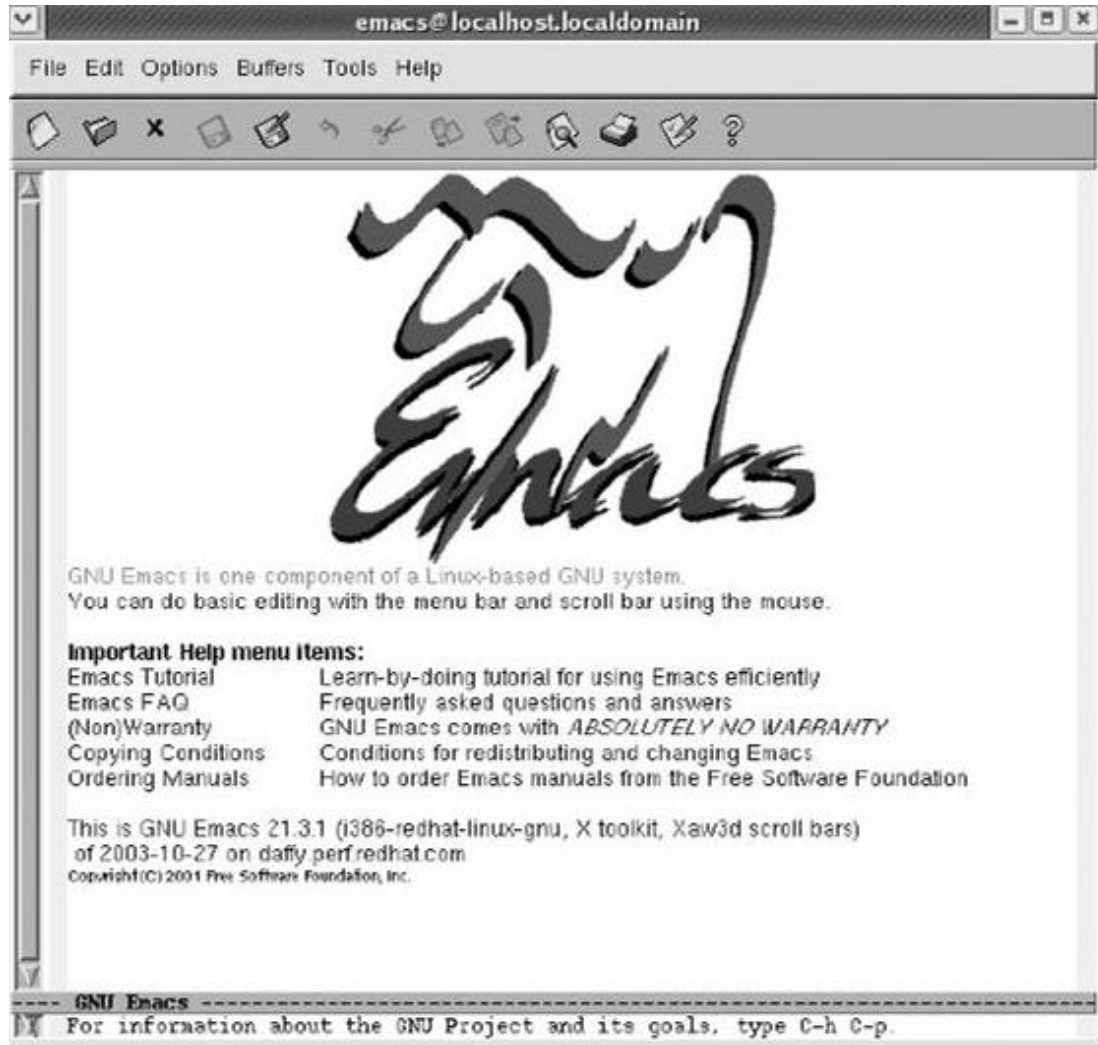 emacs@localhost.localdomain
File Edit Options Buffers Tools Help
Emacs
GNU Emacs is one component of a Linux-based GNU system.
You can do basic editing with the menu bar and scroll bar using the mouse.
Important Help menu items:
Emacs Tutorial Learn-by-doing tutorial for using Emacs efficiently
Emacs FAQ Frequently asked questions and answers
(Non)Warranty GNU Emacs comes with ABSOLUTELY NO WARRANTY
Copying Conditions Conditions for redistributing and changing Emacs
Ordering Manuals How to order Emacs manuals from the Free Software Foundation
This is GNU Emacs 21.3.1 (i386-redhat-linux-gnu, X toolkit, Xaw3d scroll bars)
of 2003-10-27 on daffy.perf.redhat.com
Copyright (C) 2001 Free Software Foundation, Inc.
---- GNU Emacs ----
For information about the GNU Project and its goals, type C-h C-p.